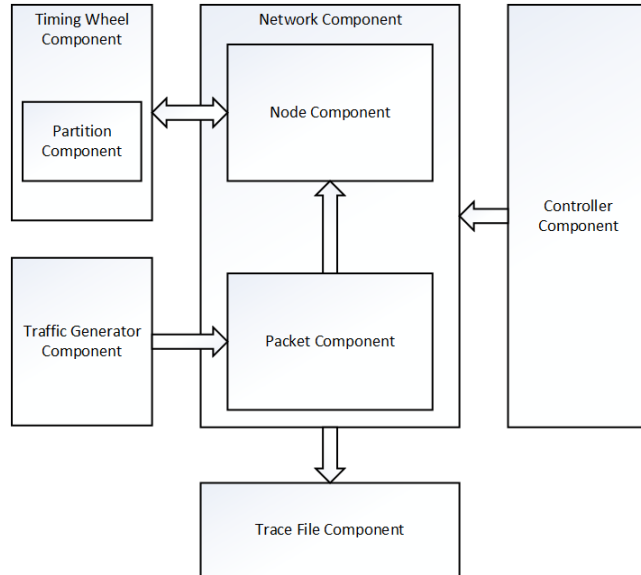 Timing Wheel
Component
Partition
Component
Network Component
Node Component
Controller
Component
Traffic Generator
Component
Packet Component
Trace File Component